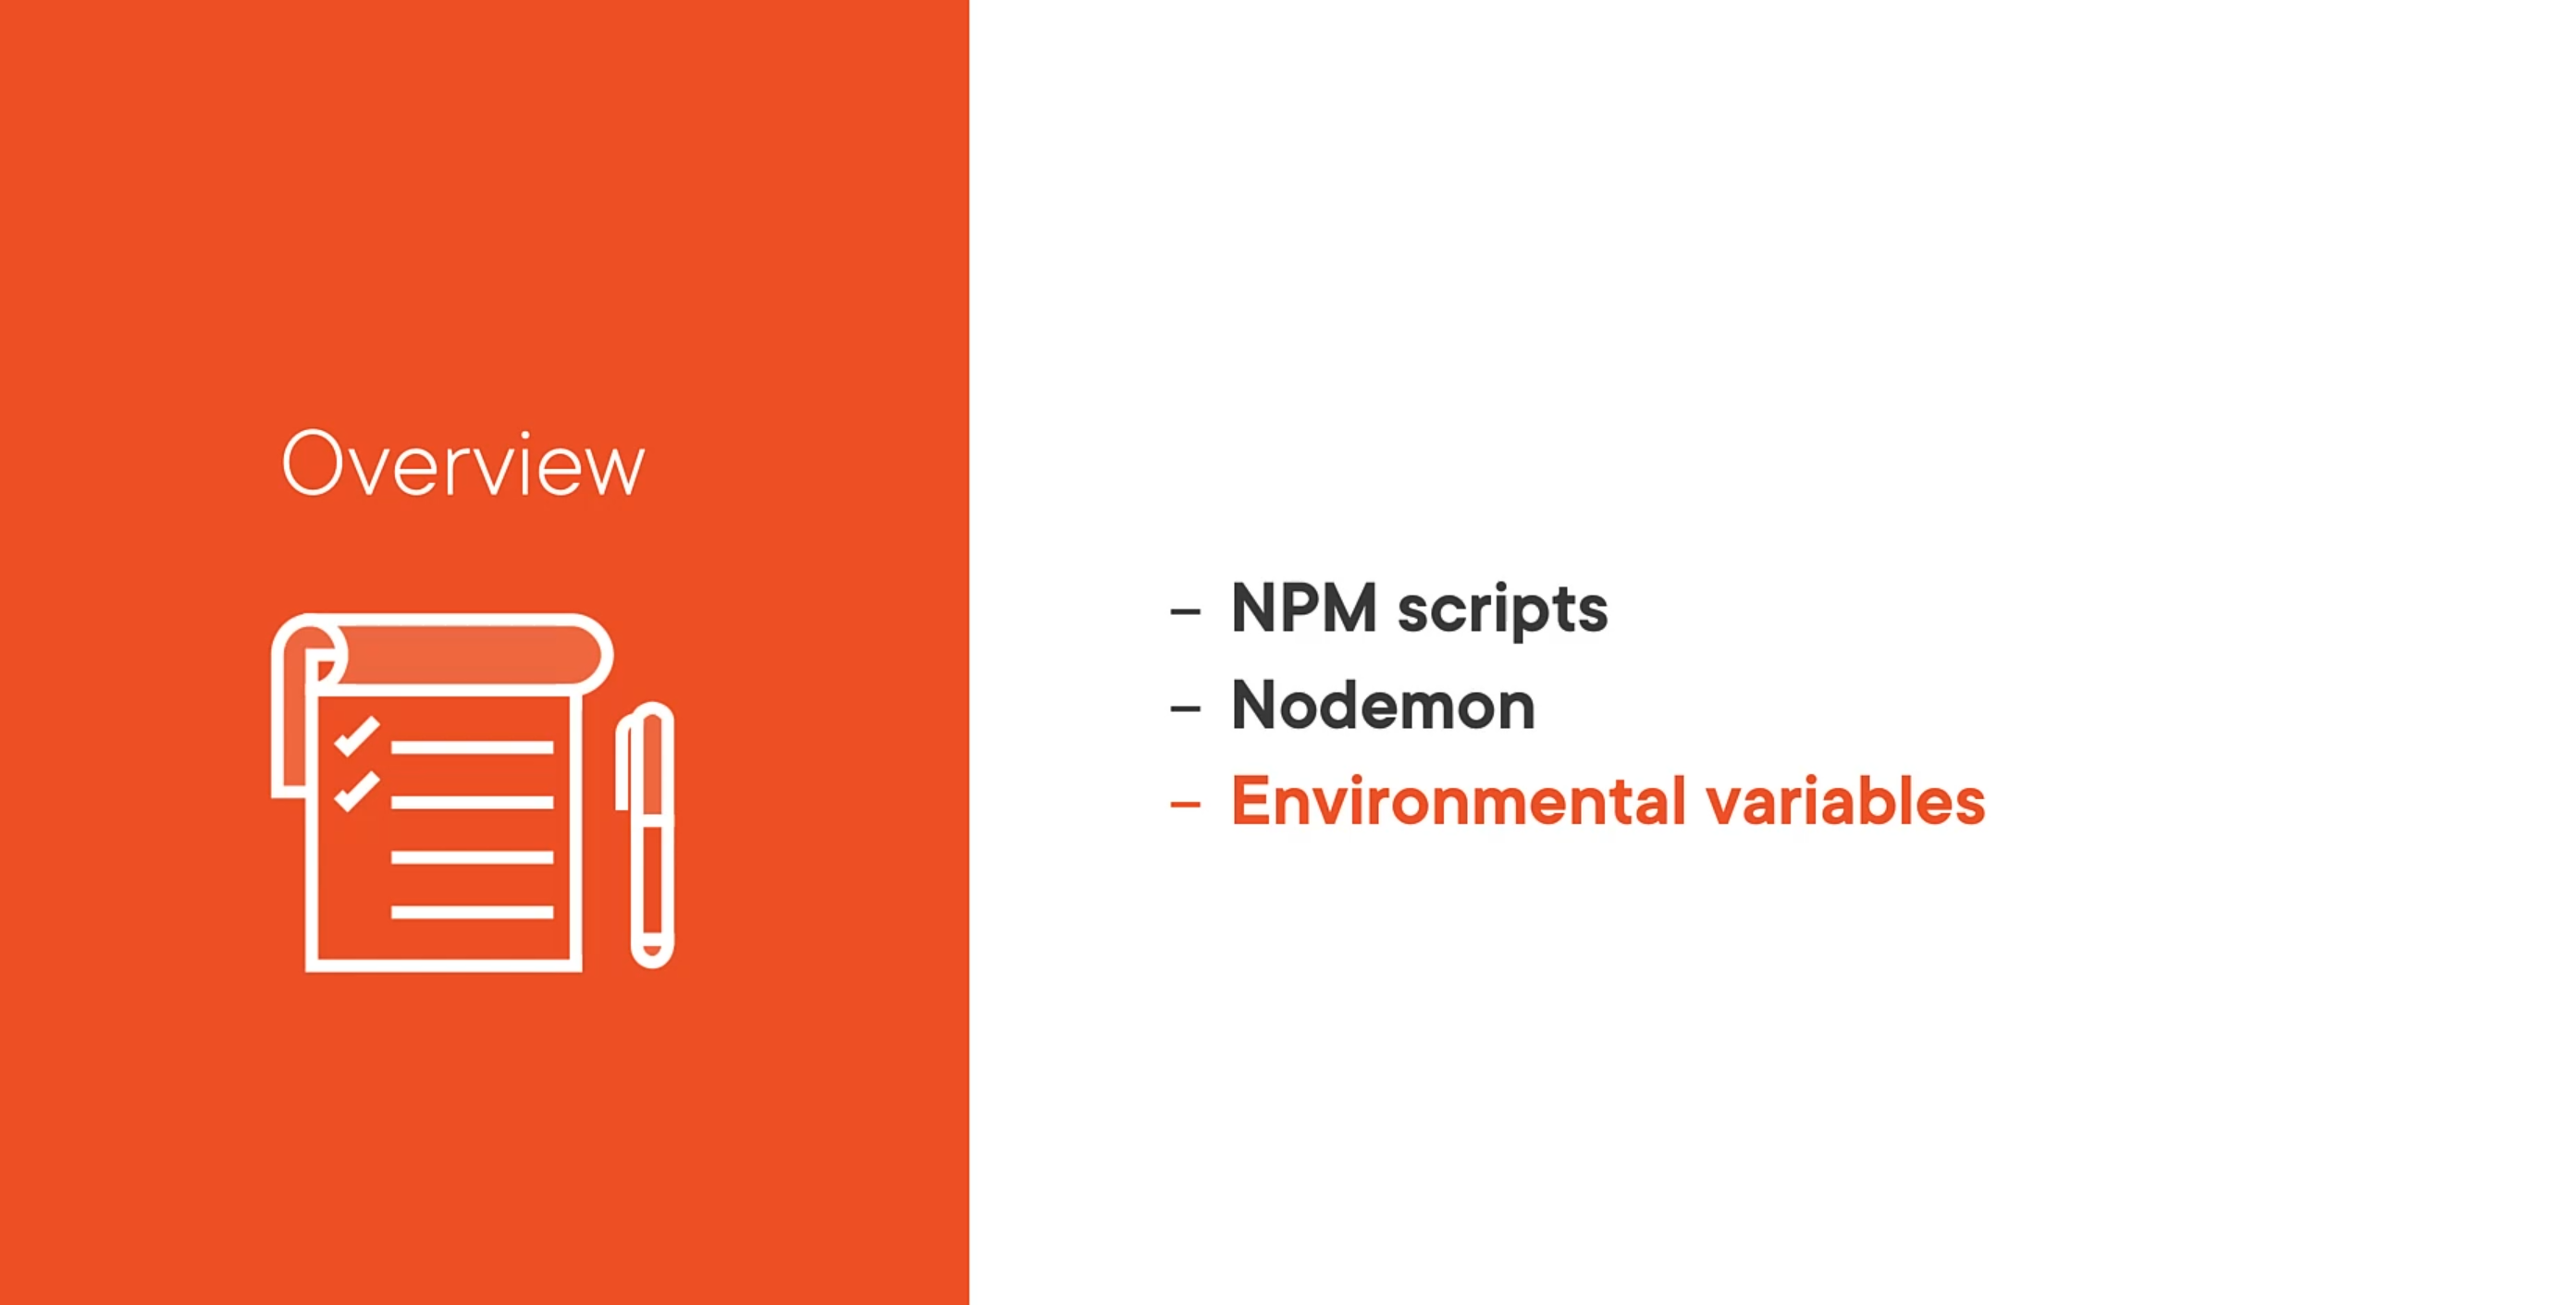 Overview
– NPM scripts
– Nodemon
– Environmental variables